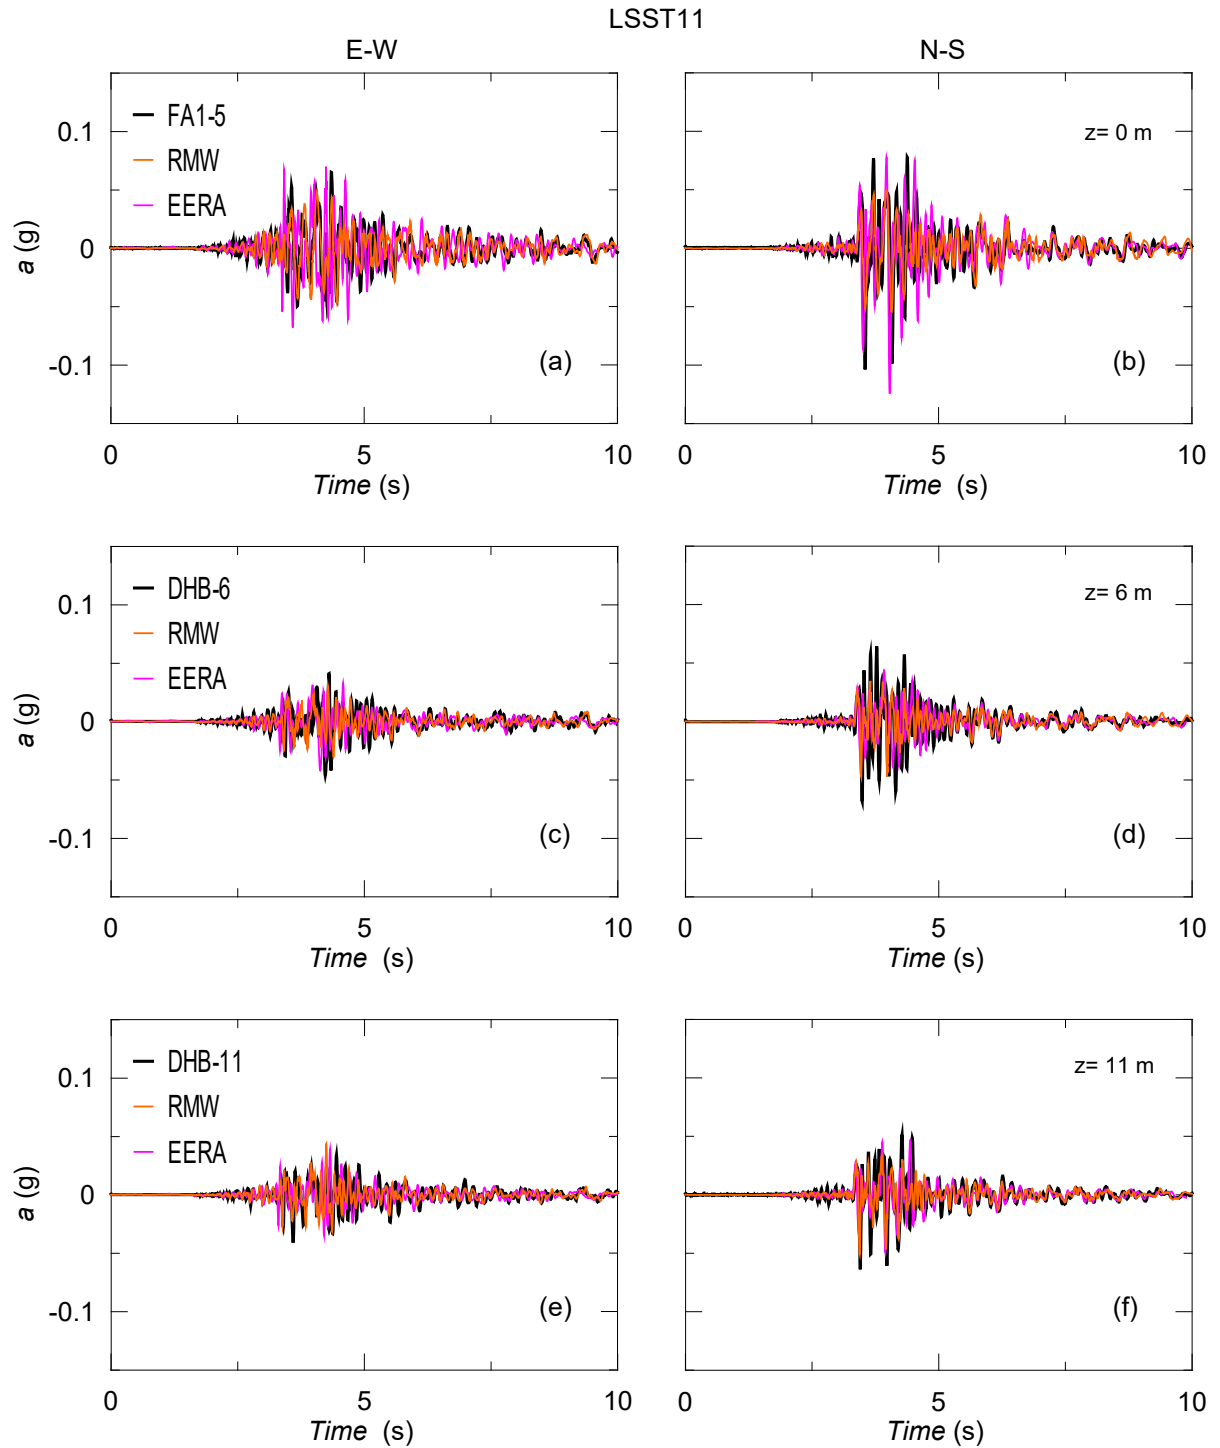 LSST11
E-W
N-S
FA1-5
RMW
EERA
0.1
0
-0.1
a (g)
(a)
0
5
10
Time (s)
z= 0 m
(b)
0
5
10
Time (s)
DHB-6
RMW
EERA
0.1
0
-0.1
a (g)
(c)
0
5
10
Time (s)
z= 6 m
(d)
0
5
10
Time (s)
DHB-11
RMW
EERA
0.1
0
-0.1
a (g)
(e)
0
5
10
Time (s)
z= 11 m
(f)
0
5
10
Time (s)